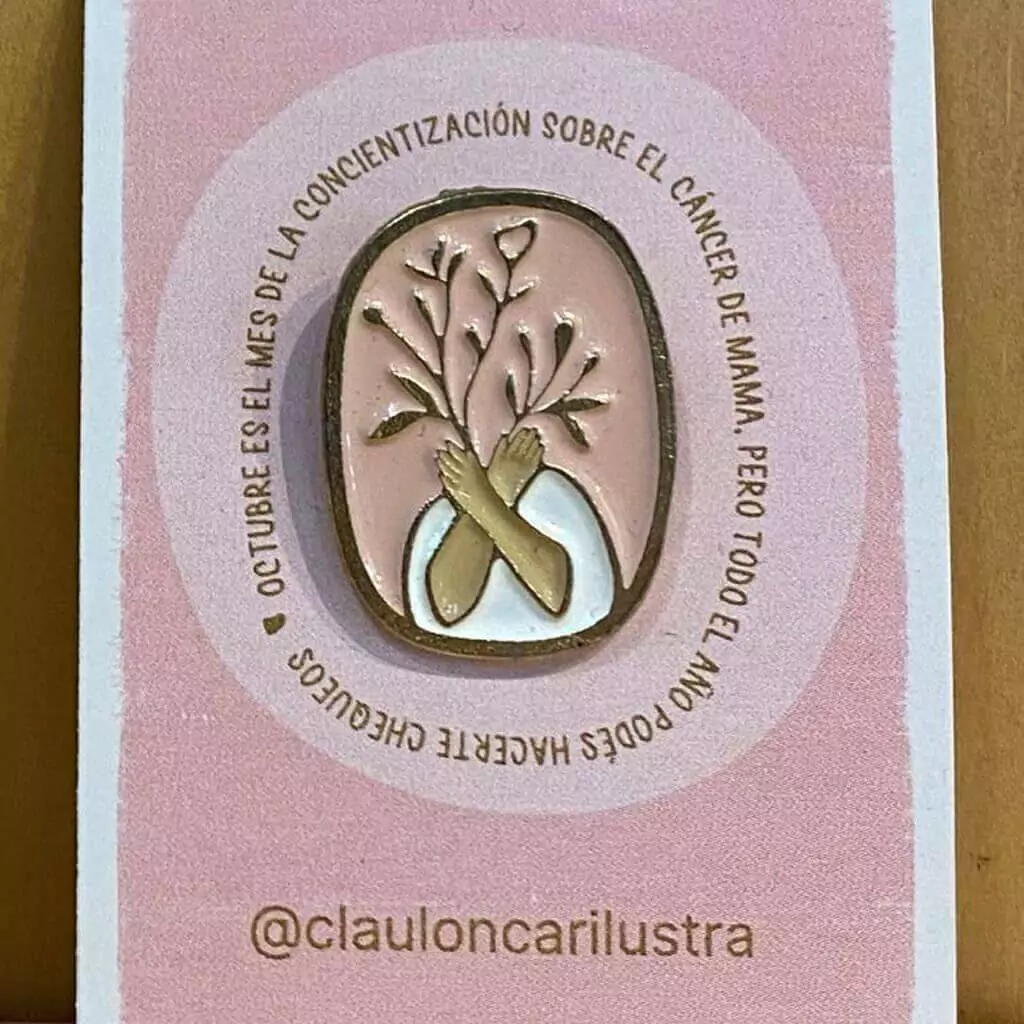 OCTUBRE ES EL MES DE LA CONCIENTIZACIÓN SOBRE EL CÁNCER DE MAMA, PERO TODO EL AÑO PODÉS HACERTE CHEQUEOS
@clauloncarilustra